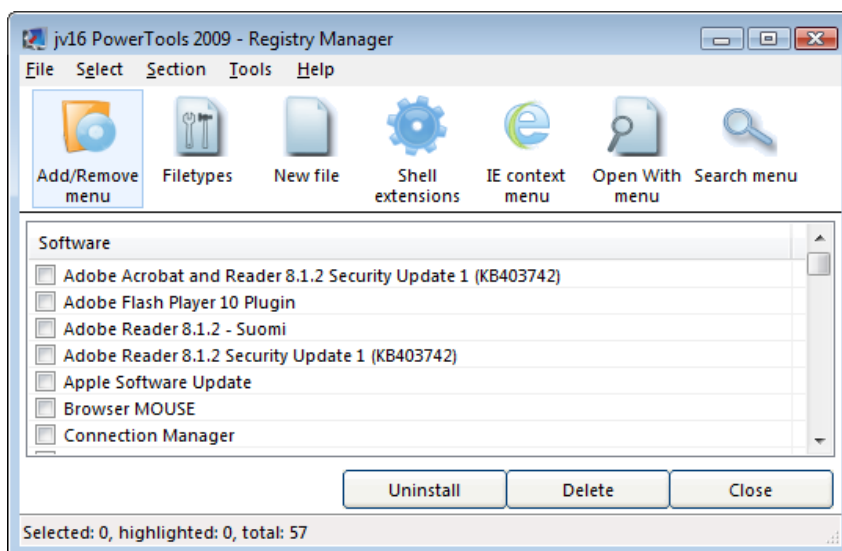 jv16 PowerTools 2009 - Registry Manager
File Select Section Tools Help
Add/Remove menu
Filetypes
New file
Shell extensions
IE context menu
Open With menu
Search menu
Software
Adobe Acrobat and Reader 8.1.2 Security Update 1 (KB403742)
Adobe Flash Player 10 Plugin
Adobe Reader 8.1.2 - Suomi
Adobe Reader 8.1.2 Security Update 1 (KB403742)
Apple Software Update
Browser MOUSE
Connection Manager
Uninstall Delete Close
Selected: 0, highlighted: 0, total: 57